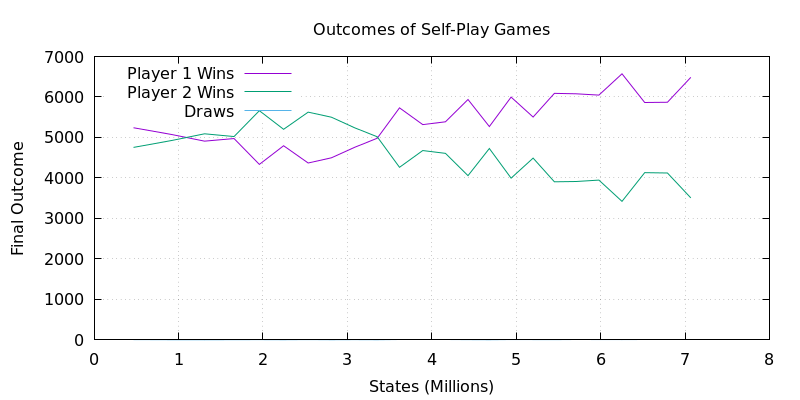 Outcomes of Self-Play Games
7000
6000
5000
4000
3000
2000
1000
0
Final Outcome
Player 1 Wins
Player 2 Wins
Draws
0 1 2 3 4 5 6 7 8
States (Millions)